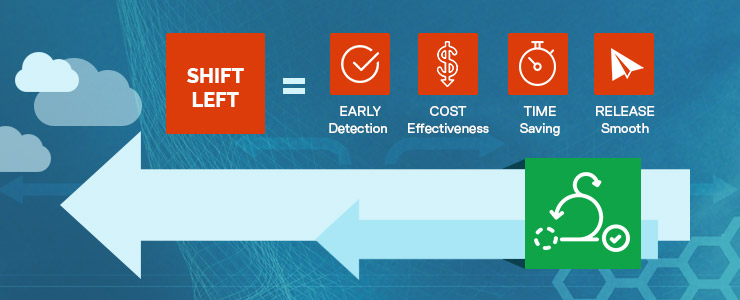 SHIFT
LEFT
=
EARLY
Detection
COST
Effectiveness
TIME
Saving
RELEASE
Smooth